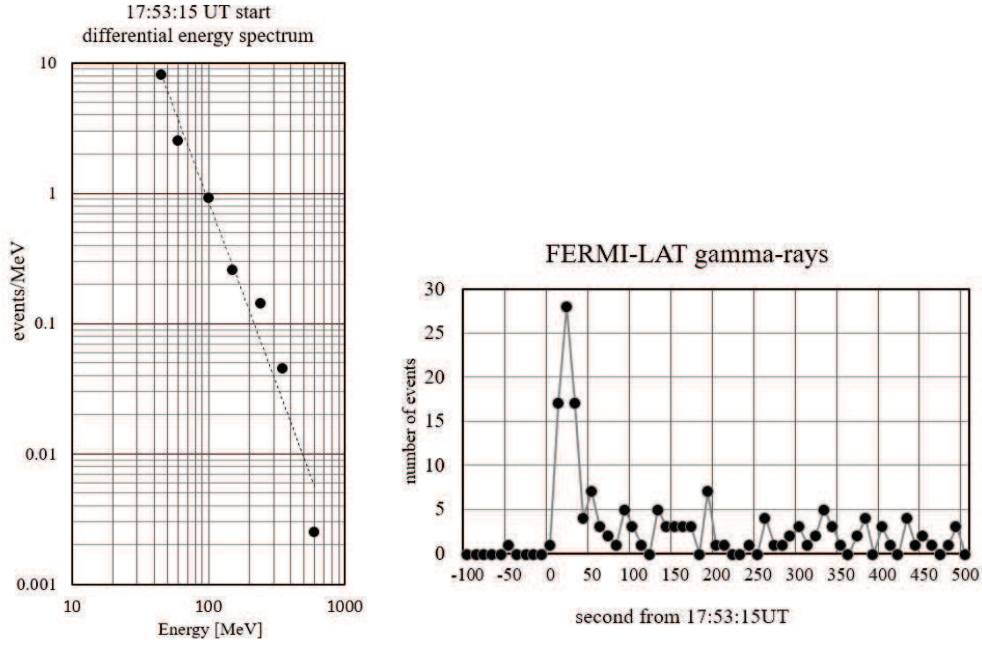 17:53:15 UT start
differential energy spectrum
10
1
0.1
0.01
0.001
events/MeV
10
100
1000
Energy [MeV]
FERMI-LAT gamma-rays
30
25
20
15
10
5
0
number of events
-100 -50 0 50 100 150 200 250 300 350 400 450 500
second from 17:53:15UT